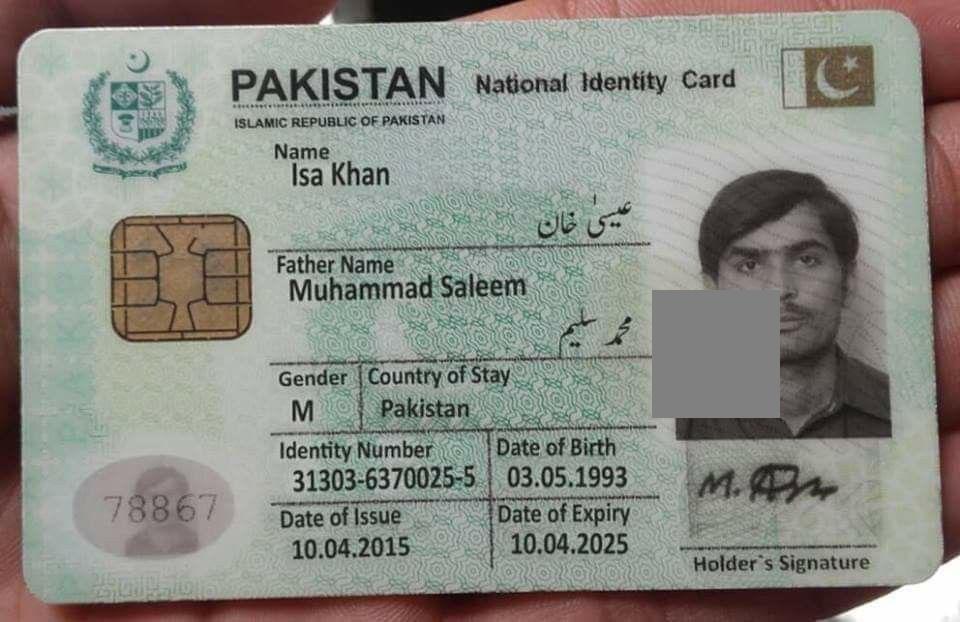 PAKISTAN National Identity Card
ISLAMIC REPUBLIC OF PAKISTAN
Name
Isa Khan
عیسیٰ خان
Father Name
Muhammad Saleem
محمد سلیم
Gender Country of Stay
M Pakistan
Identity Number Date of Birth
31303-6370025-5 03.05.1993
Date of Issue Date of Expiry
10.04.2015 10.04.2025
78867
Holder`s Signature